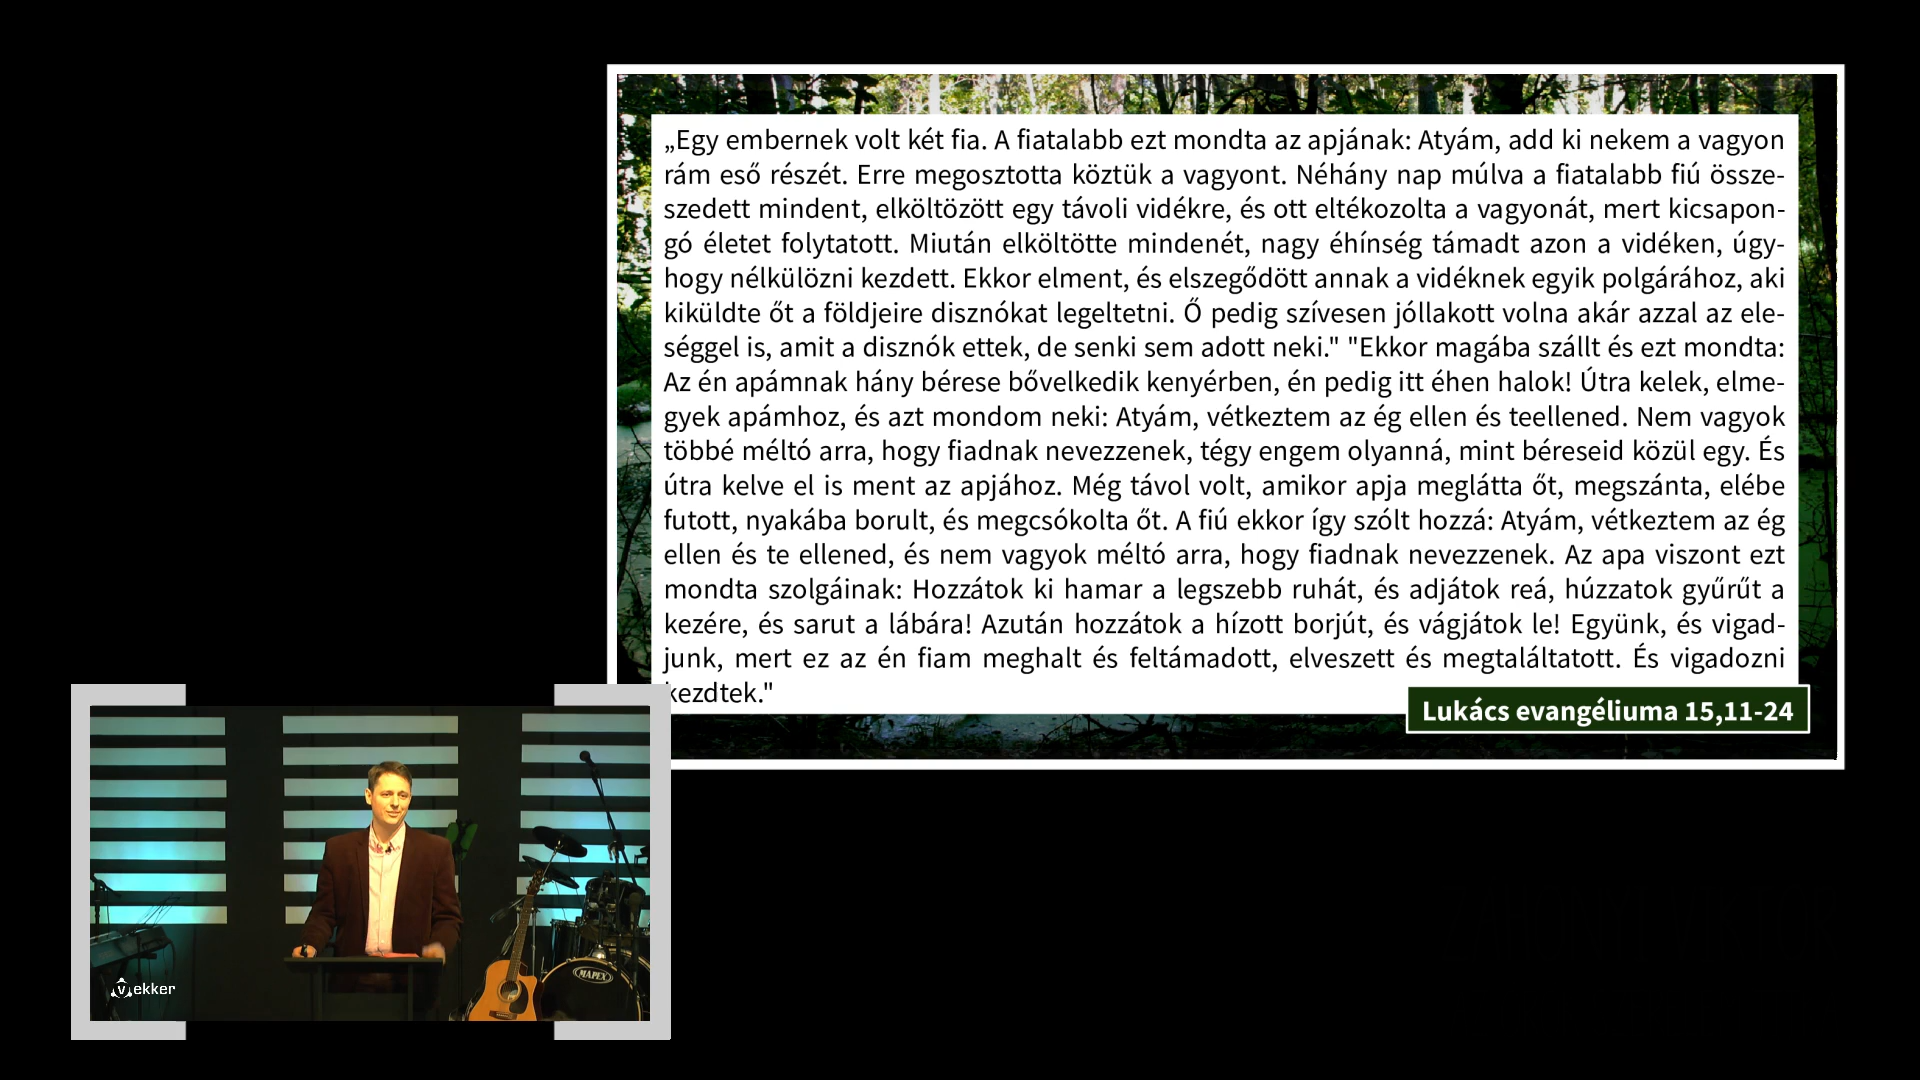 „Egy embernek volt két fia. A fiatalabb ezt mondta az apjának: Atyám, add ki nekem a vagyon
rám eső részét. Erre megosztotta köztük a vagyont. Néhány nap múlva a fiatalabb fiú össze-
szedett mindent, elköltözött egy távoli vidékre, és ott eltékozolta a vagyonát, mert kicsapon-
gó életet folytatott. Miután elköltötte mindenét, nagy éhínség támadt azon a vidéken, úgy-
hogy nélkülözni kezdett. Ekkor elment, és elszegődött annak a vidéknek egyik polgárához, aki
kiküldte őt a földjeire disznókat legeltetni. Ő pedig szívesen jóllakott volna akár azzal az ele-
séggel is, amit a disznók ettek, de senki sem adott neki." "Ekkor magába szállt és ezt mondta:
Az én apámnak hány bérese bővelkedik kenyérben, én pedig itt éhen halok! Útra kelek, elme-
gyek apámhoz, és azt mondom neki: Atyám, vétkeztem az ég ellen és teellened. Nem vagyok
többé méltó arra, hogy fiadnak nevezzenek, tégy engem olyanná, mint béreseid közül egy. És
útra kelve el is ment az apjához. Még távol volt, amikor apja meglátta őt, megszánta, elébe
futott, nyakába borult, és megcsókolta őt. A fiú ekkor így szólt hozzá: Atyám, vétkeztem az ég
ellen és te ellened, és nem vagyok méltó arra, hogy fiadnak nevezzenek. Az apa viszont ezt
mondta szolgáinak: Hozzátok ki hamar a legszebb ruhát, és adjátok reá, húzzatok gyűrűt a
kezére, és sarut a lábára! Azután hozzátok a hízott borjút, és vágjátok le! Együnk, és vigad-
junk, mert ez az én fiam meghalt és feltámadott, elveszett és megtaláltatott. És vigadozni
kezdtek."
Lukács evangéliuma 15,11-24
MAPEX
vekker